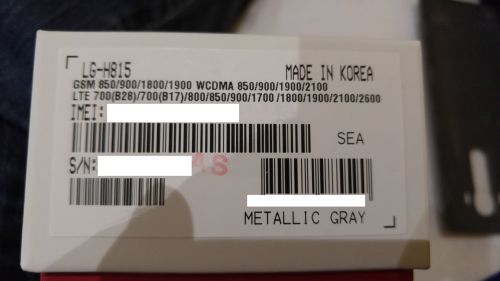 LG-H815 MADE IN KOREA
GSM 850/900/1800/1900 WCDMA 850/900/1900/2100
LTE 700(B28)/700(B17)/800/850/900/1700 /1800/1900/2100/2600
IMEI:
SEA
S/N: AS
METALLIC GRAY